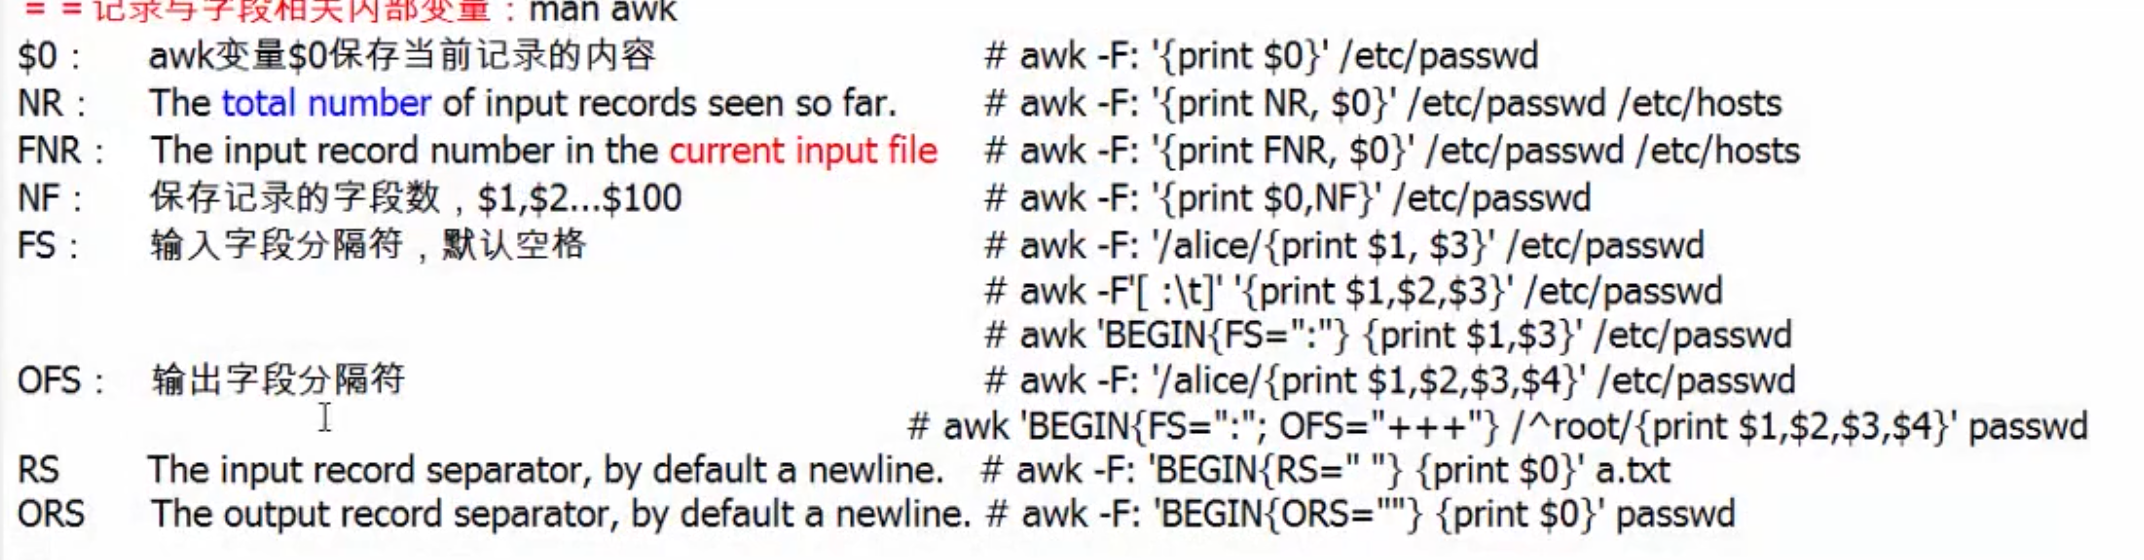 = = 记录与字段相关内部变量：man awk
$0： awk变量$0保存当前记录的内容 # awk -F: '{print $0}' /etc/passwd
NR： The total number of input records seen so far. # awk -F: '{print NR, $0}' /etc/passwd /etc/hosts
FNR： The input record number in the current input file # awk -F: '{print FNR, $0}' /etc/passwd /etc/hosts
NF： 保存记录的字段数，$1,$2...$100 # awk -F: '{print $0,NF}' /etc/passwd
FS： 输入字段分隔符，默认空格 # awk -F: '/alice/{print $1, $3}' /etc/passwd
# awk -F'[ :\t]' '{print $1,$2,$3}' /etc/passwd
# awk 'BEGIN{FS=":"} {print $1,$3}' /etc/passwd
OFS： 输出字段分隔符 # awk -F: '/alice/{print $1,$2,$3,$4}' /etc/passwd
# awk 'BEGIN{FS=":"; OFS="+++"} /^root/{print $1,$2,$3,$4}' passwd
RS The input record separator, by default a newline. # awk -F: 'BEGIN{RS=" "} {print $0}' a.txt
ORS The output record separator, by default a newline. # awk -F: 'BEGIN{ORS=""} {print $0}' passwd